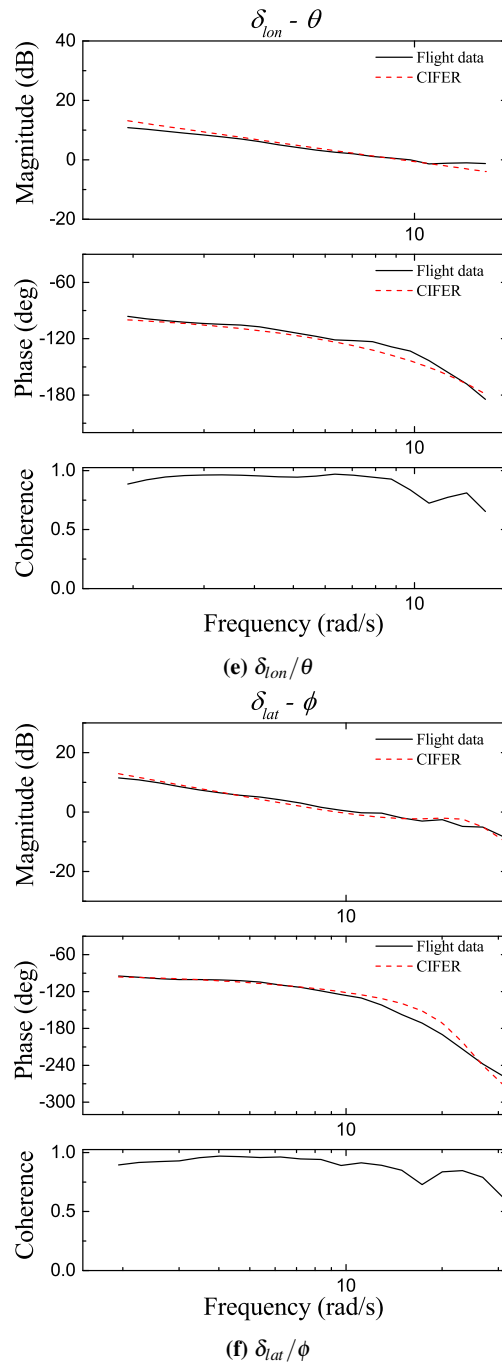 δlon - θ
Magnitude (dB)
40
20
0
-20
Flight data
CIFER
10
Phase (deg)
-60
-120
-180
Flight data
CIFER
10
Coherence
1.0
0.5
0.0
10
Frequency (rad/s)
(e) δlon/θ
δlat - ϕ
Magnitude (dB)
20
0
-20
Flight data
CIFER
10
Phase (deg)
-60
-120
-180
-240
-300
Flight data
CIFER
10
Coherence
1.0
0.5
0.0
10
Frequency (rad/s)
(f) δlat/ϕ